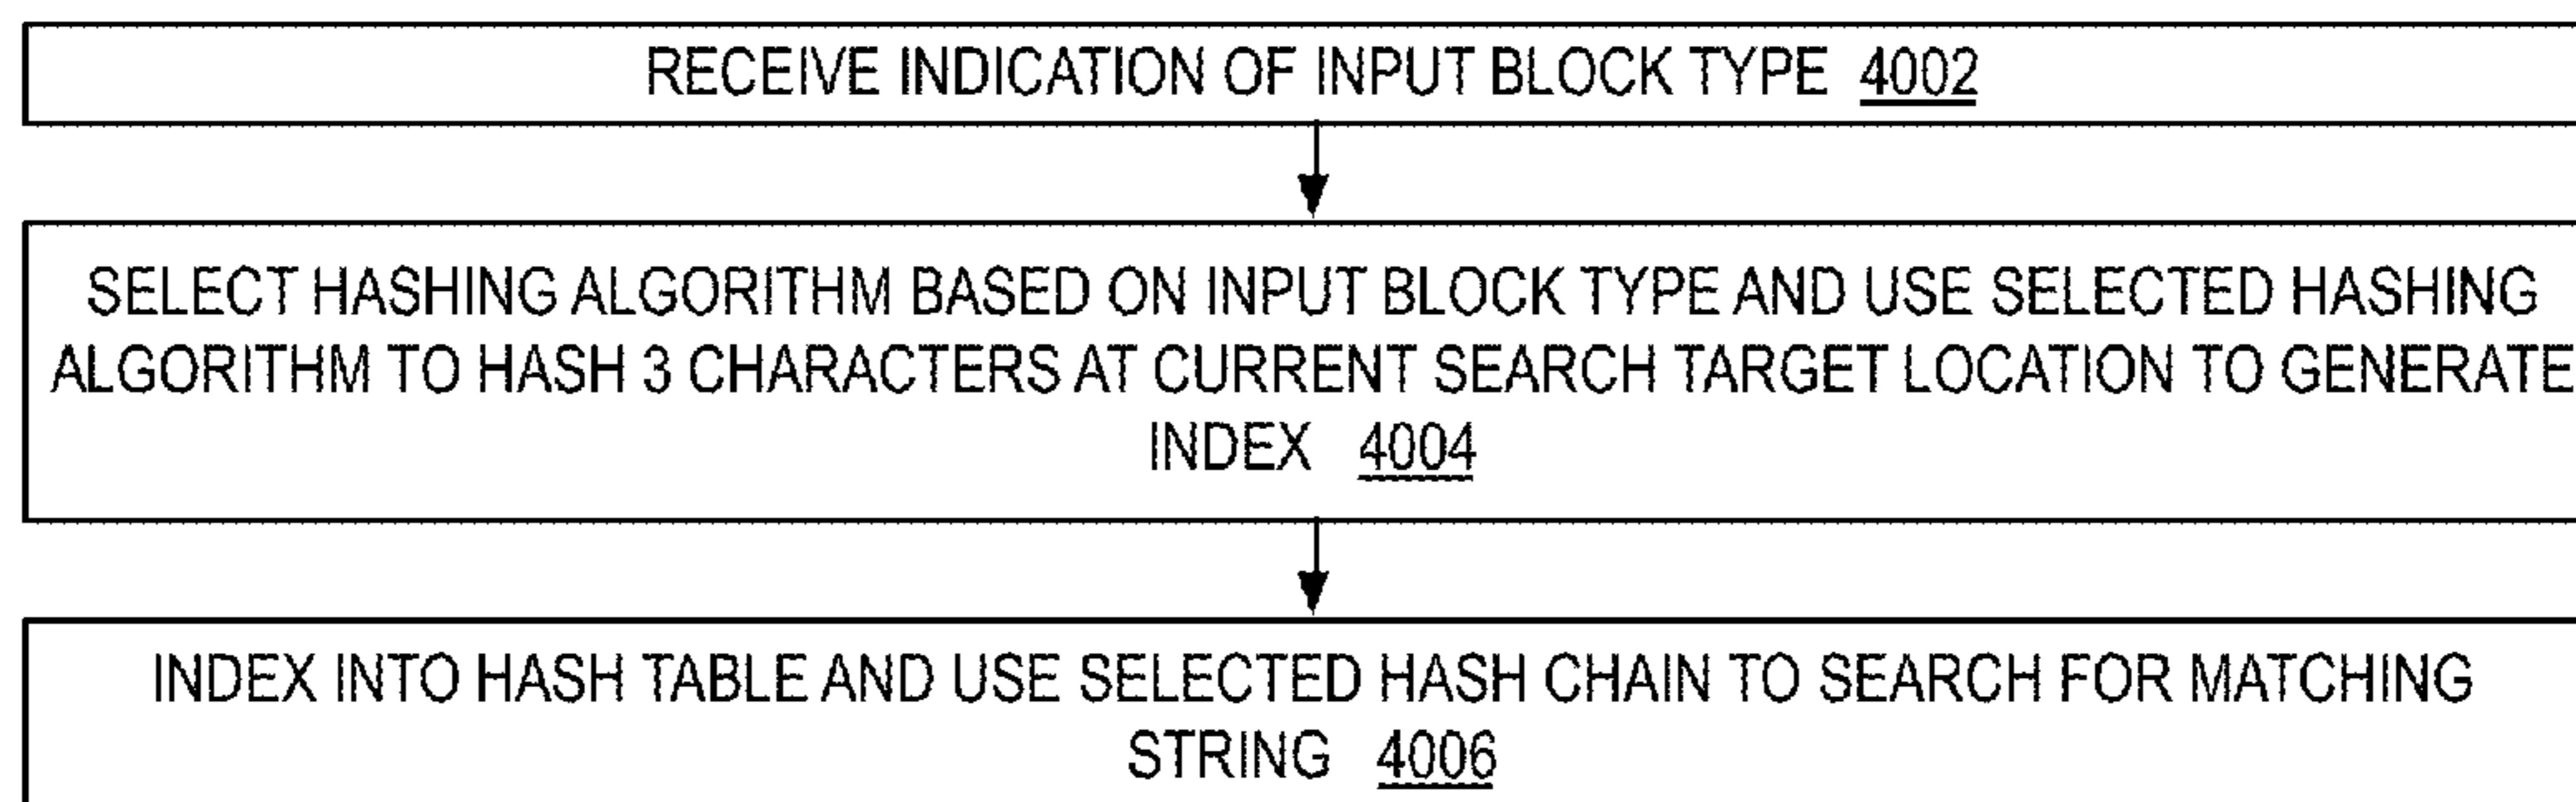 RECEIVE INDICATION OF INPUT BLOCK TYPE 4002
SELECT HASHING ALGORITHM BASED ON INPUT BLOCK TYPE AND USE SELECTED HASHING
ALGORITHM TO HASH 3 CHARACTERS AT CURRENT SEARCH TARGET LOCATION TO GENERATE
INDEX 4004
INDEX INTO HASH TABLE AND USE SELECTED HASH CHAIN TO SEARCH FOR MATCHING
STRING 4006